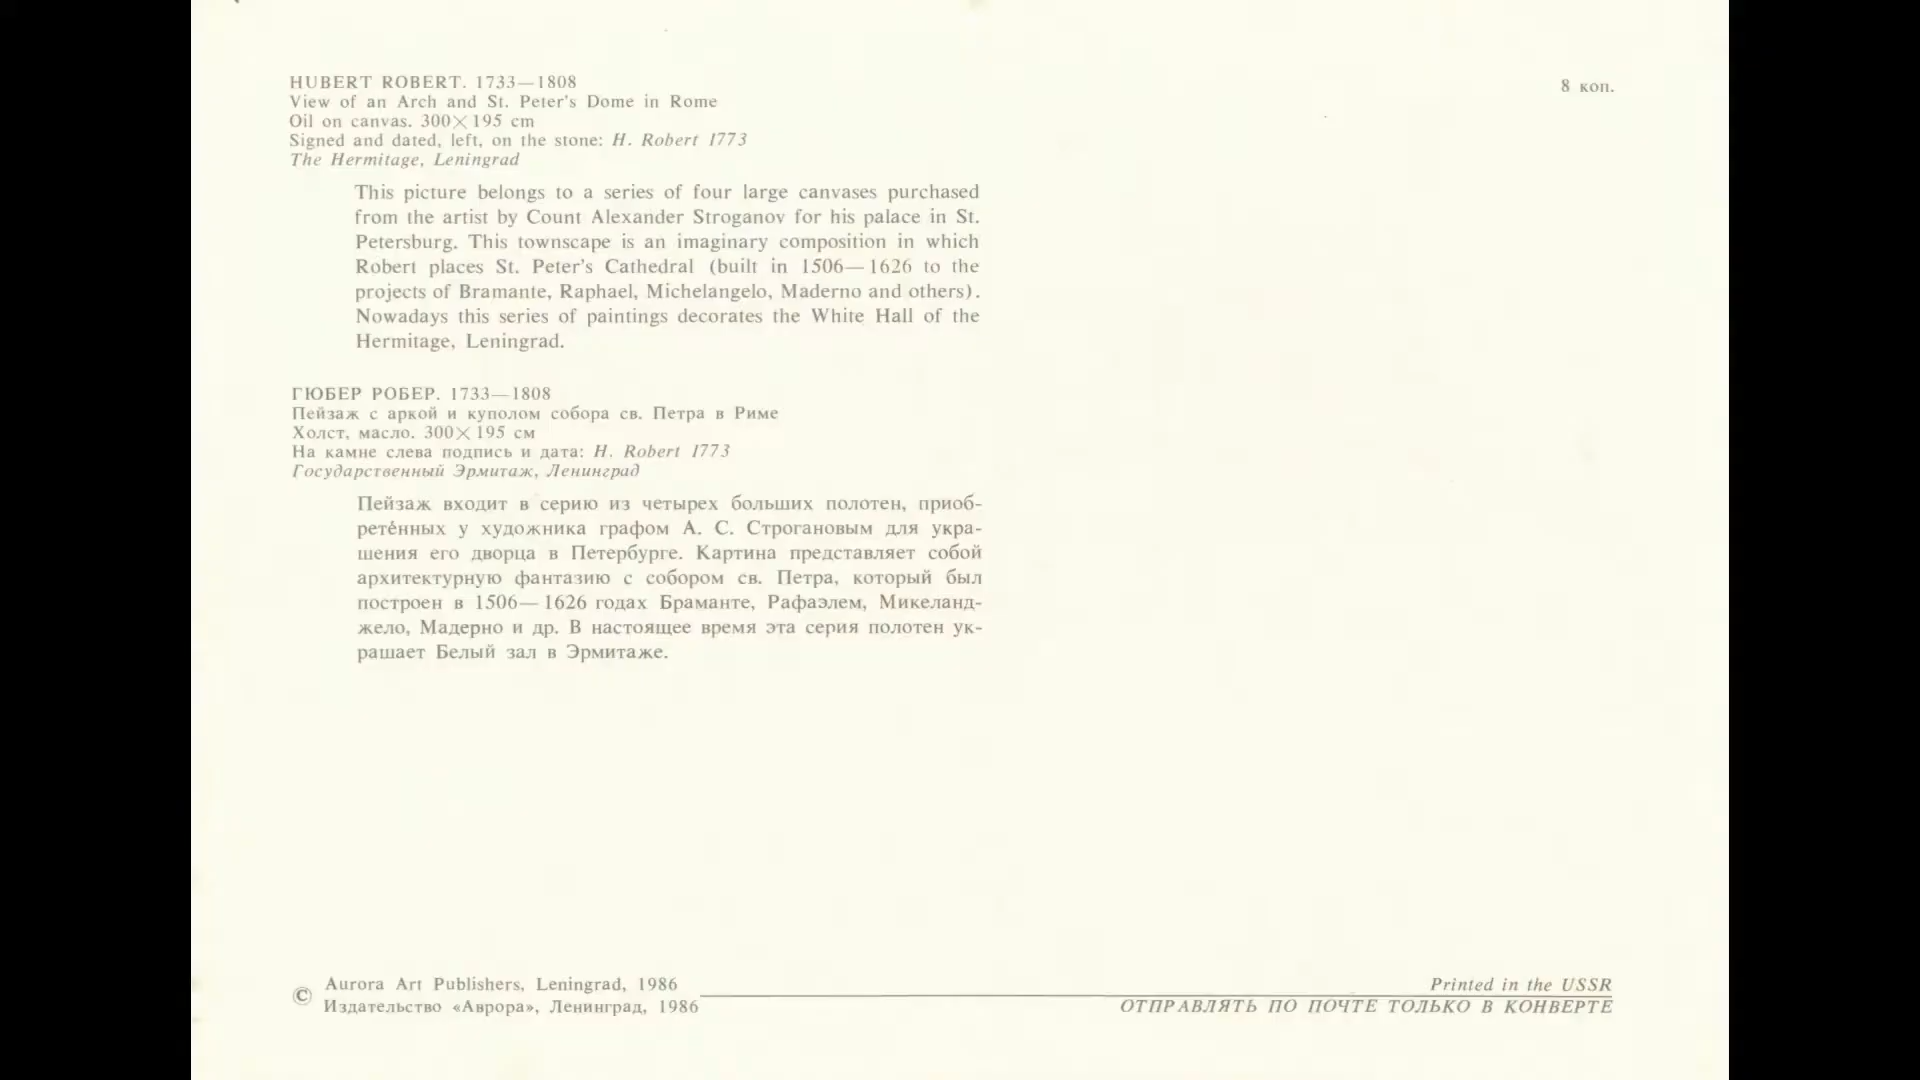 HUBERT ROBERT. 1733—1808
View of an Arch and St. Peter's Dome in Rome
Oil on canvas. 300×195 cm
Signed and dated, left, on the stone: H. Robert 1773
The Hermitage, Leningrad
8 коп.
This picture belongs to a series of four large canvases purchased
from the artist by Count Alexander Stroganov for his palace in St.
Petersburg. This townscape is an imaginary composition in which
Robert places St. Peter's Cathedral (built in 1506—1626 to the
projects of Bramante, Raphael, Michelangelo, Maderno and others).
Nowadays this series of paintings decorates the White Hall of the
Hermitage, Leningrad.
ГЮБЕР РОБЕР. 1733—1808
Пейзаж с аркой и куполом собора св. Петра в Риме
Холст, масло. 300×195 см
На камне слева подпись и дата: H. Robert 1773
Государственный Эрмитаж, Ленинград
Пейзаж входит в серию из четырех больших полотен, приоб-
ретённых у художника графом А. С. Строгановым для укра-
шения его дворца в Петербурге. Картина представляет собой
архитектурную фантазию с собором св. Петра, который был
построен в 1506—1626 годах Браманте, Рафаэлем, Микеланд-
жело, Мадерно и др. В настоящее время эта серия полотен ук-
рашает Белый зал в Эрмитаже.
© Aurora Art Publishers, Leningrad, 1986
Издательство «Аврора», Ленинград, 1986
Printed in the USSR
ОТПРАВЛЯТЬ ПО ПОЧТЕ ТОЛЬКО В КОНВЕРТЕ